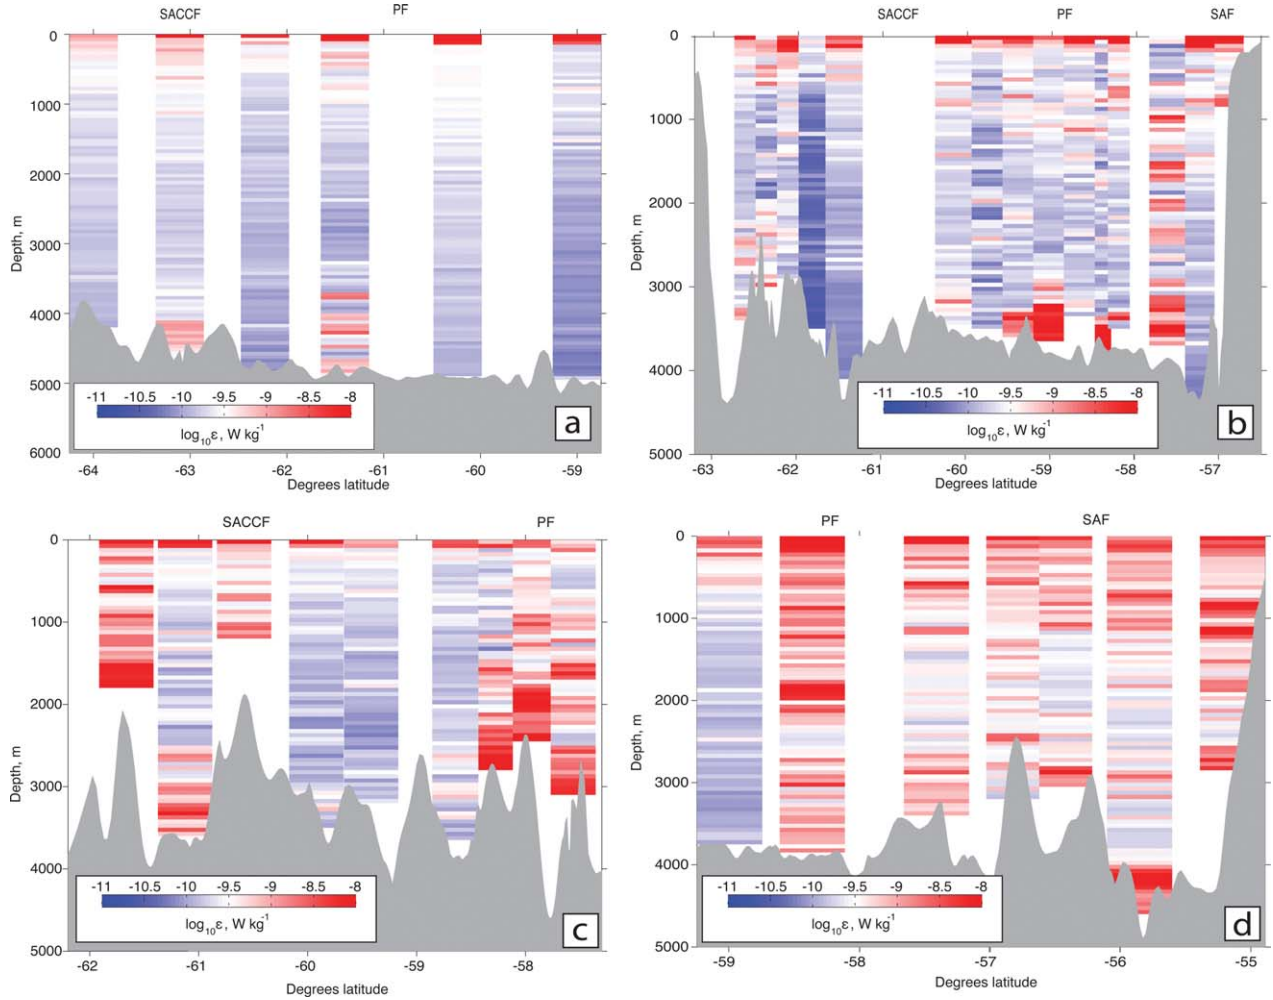 SACCF PF
0
1000
2000
3000
4000
5000
6000
Depth, m
-11 -10.5 -10 -9.5 -9 -8.5 -8
log10ε, W kg-1
a
-64 -63 -62 -61 -60 -59
Degrees latitude
SACCF PF SAF
0
1000
2000
3000
4000
5000
Depth, m
-11 -10.5 -10 -9.5 -9 -8.5 -8
log10ε, W kg-1
b
-63 -62 -61 -60 -59 -58 -57
Degrees latitude
SACCF PF
0
1000
2000
3000
4000
5000
Depth, m
-11 -10.5 -10 -9.5 -9 -8.5 -8
log10ε, W kg-1
c
-62 -61 -60 -59 -58
Degrees latitude
PF SAF
0
1000
2000
3000
4000
5000
Depth, m
-11 -10.5 -10 -9.5 -9 -8.5 -8
log10ε, W kg-1
d
-59 -58 -57 -56 -55
Degrees latitude